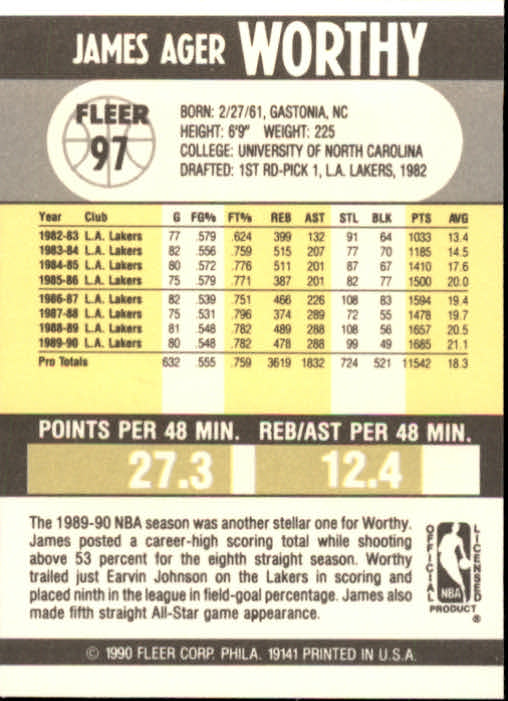 JAMES AGER WORTHY
FLEER
97
BORN: 2/27/61, GASTONIA, NC
HEIGHT: 6'9" WEIGHT: 225
COLLEGE: UNIVERSITY OF NORTH CAROLINA
DRAFTED: 1ST RD-PICK 1, L.A. LAKERS, 1982
Year Club G FG% FT% REB AST STL BLK PTS AVG
1982-83 L.A. Lakers 77 .579 .624 399 132 91 64 1033 13.4
1983-84 L.A. Lakers 82 .556 .759 515 207 77 70 1185 14.5
1984-85 L.A. Lakers 80 .572 .776 511 201 87 67 1410 17.6
1985-86 L.A. Lakers 75 .579 .771 387 201 82 77 1500 20.0
1986-87 L.A. Lakers 82 .539 .751 466 226 108 83 1594 19.4
1987-88 L.A. Lakers 75 .531 .796 374 289 72 55 1478 19.7
1988-89 L.A. Lakers 81 .548 .782 489 288 108 56 1657 20.5
1989-90 L.A. Lakers 80 .548 .782 478 288 99 49 1685 21.1
Pro Totals 632 .555 .759 3619 1832 724 521 11542 18.3
POINTS PER 48 MIN. REB/AST PER 48 MIN.
27.3 12.4
The 1989-90 NBA season was another stellar one for Worthy.
James posted a career-high scoring total while shooting
above 53 percent for the eighth straight season. Worthy
trailed just Earvin Johnson on the Lakers in scoring and
placed ninth in the league in field-goal percentage. James also
made fifth straight All-Star game appearance.
OFFICIAL
LICENSED
NBA
PRODUCT ®
© 1990 FLEER CORP. PHILA. 19141 PRINTED IN U.S.A.